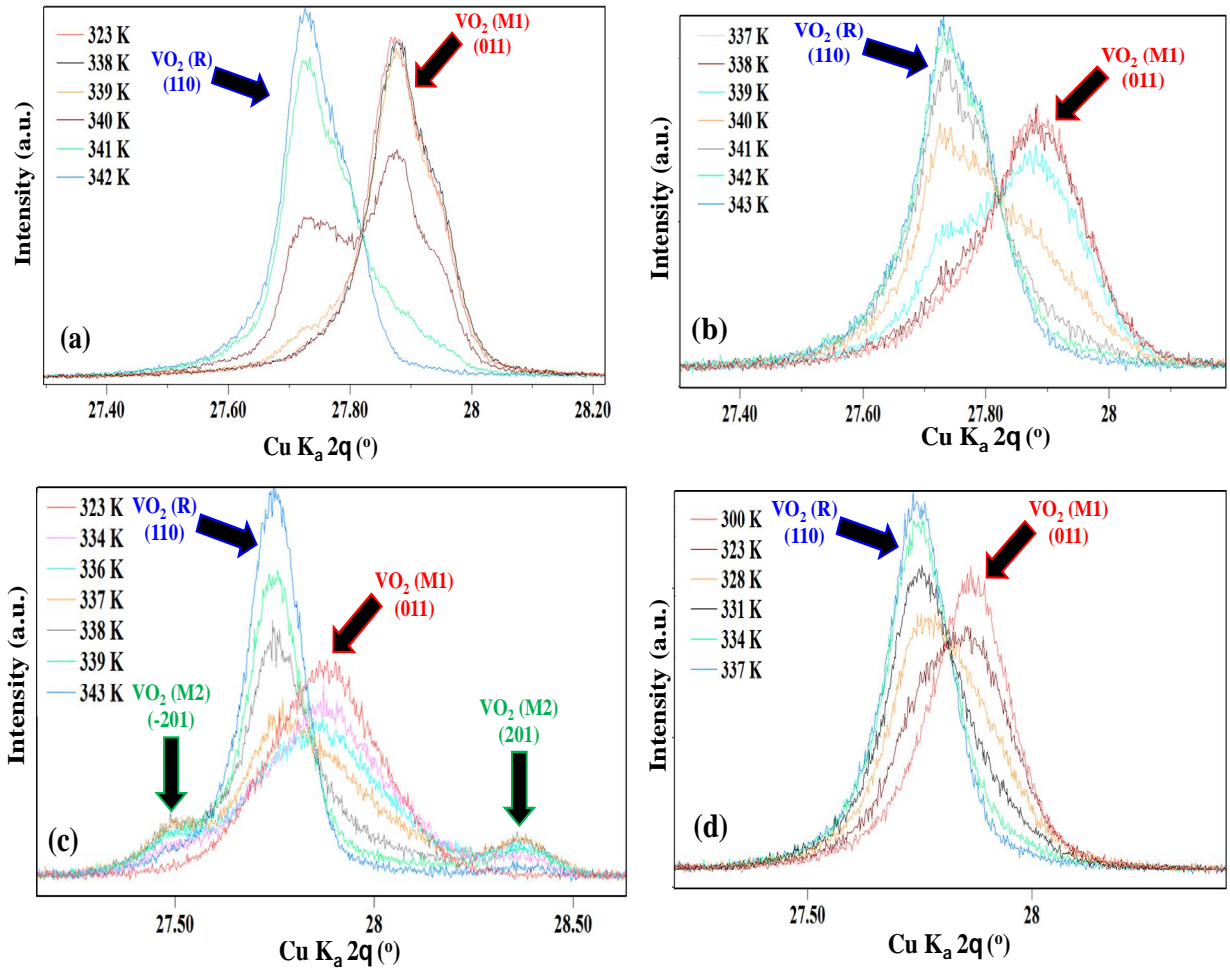 323 K
338 K
339 K
340 K
341 K
342 K
VO2 (R)
(110)
VO2 (M1)
(011)
(a)
Intensity (a.u.)
27.40
27.60
27.80
28
28.20
Cu Ka 2q (o)
337 K
338 K
339 K
340 K
341 K
342 K
343 K
VO2 (R)
(110)
VO2 (M1)
(011)
(b)
Intensity (a.u.)
27.40
27.60
27.80
28
Cu Ka 2q (o)
323 K
334 K
336 K
337 K
338 K
339 K
343 K
VO2 (R)
(110)
VO2 (M1)
(011)
VO2 (M2)
(-201)
VO2 (M2)
(201)
(c)
Intensity (a.u.)
27.50
28
28.50
Cu Ka 2q (o)
300 K
323 K
328 K
331 K
334 K
337 K
VO2 (R)
(110)
VO2 (M1)
(011)
(d)
Intensity (a.u.)
27.50
28
Cu Ka 2q (o)